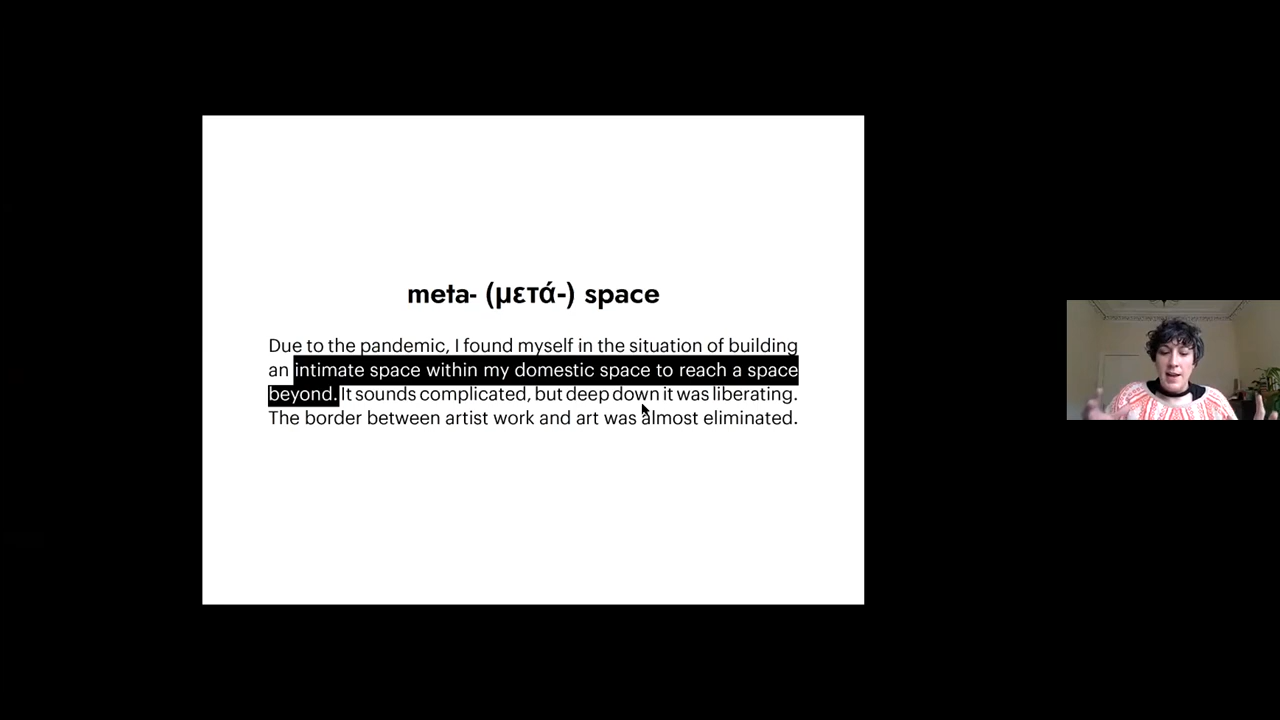 meta- (μετά-) space
Due to the pandemic, I found myself in the situation of building
an intimate space within my domestic space to reach a space
beyond. It sounds complicated, but deep down it was liberating.
The border between artist work and art was almost eliminated.